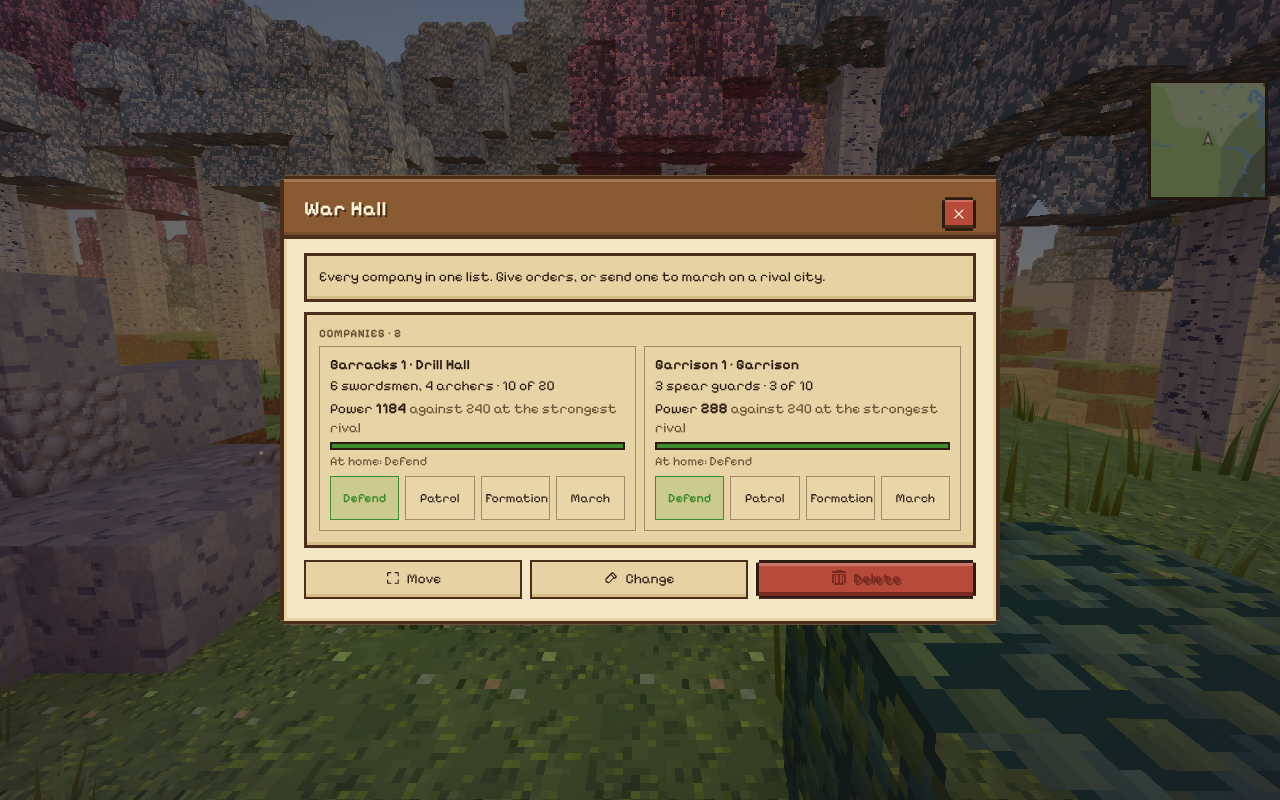 War Hall
Every company in one list. Give orders, or send one to march on a rival city.
COMPANIES · 2
Barracks 1 · Drill Hall
6 swordsmen, 4 archers · 10 of 20
Power 1184 against 240 at the strongest
rival
At home: Defend
Defend
Patrol
Formation
March
Garrison 1 · Garrison
3 spear guards · 3 of 10
Power 288 against 240 at the strongest
rival
At home: Defend
Defend
Patrol
Formation
March
Move
Change
Delete